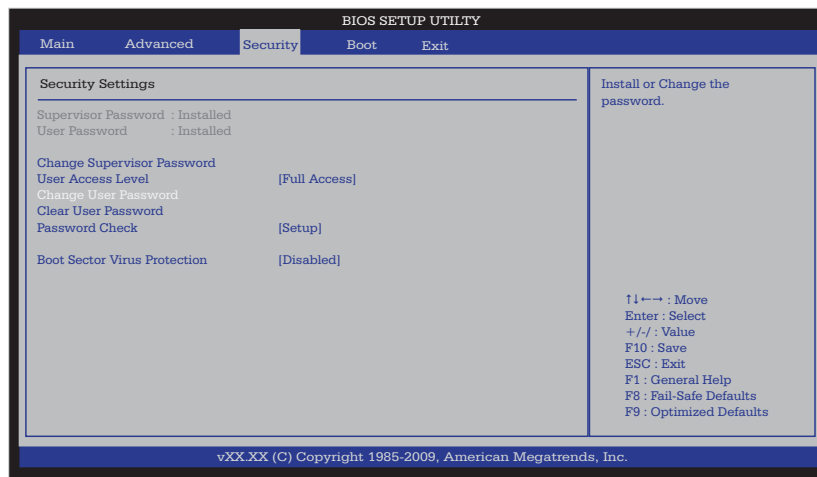 BIOS SETUP UTILTY
Main Advanced Security Boot Exit
Security Settings
Supervisor Password : Installed
User Password : Installed
Change Supervisor Password
User Access Level [Full Access]
Change User Password
Clear User Password
Password Check [Setup]
Boot Sector Virus Protection [Disabled]
Install or Change the
password.
↑↓←→ : Move
Enter : Select
+/-/ : Value
F10 : Save
ESC : Exit
F1 : General Help
F8 : Fail-Safe Defaults
F9 : Optimized Defaults
vXX.XX (C) Copyright 1985-2009, American Megatrends, Inc.